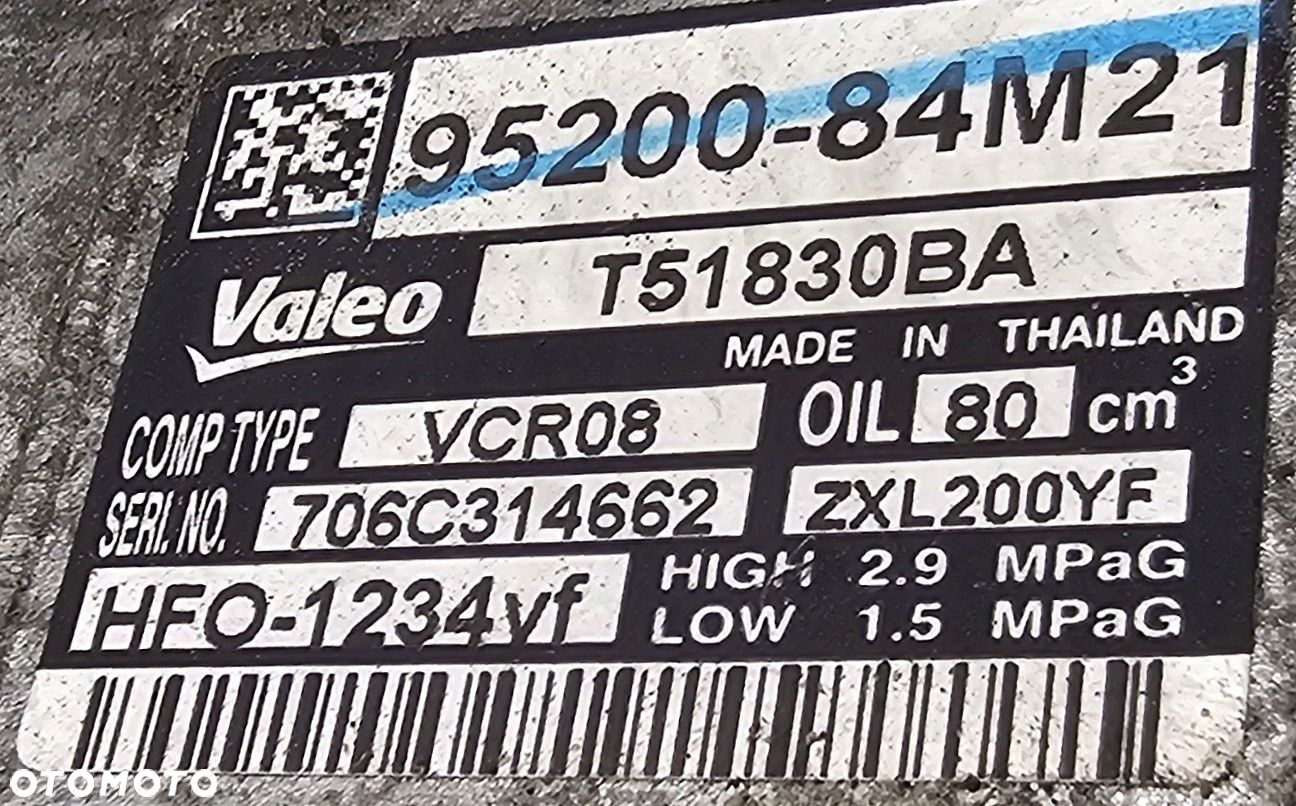 95200-84M21
Valeo T51830BA
MADE IN THAILAND
COMP TYPE VCR08 OIL 80 cm³
SERI. NO. 706C314662 ZXL200YF
HFO-1234yf HIGH 2.9 MPaG
LOW 1.5 MPaG
OTOMOTO